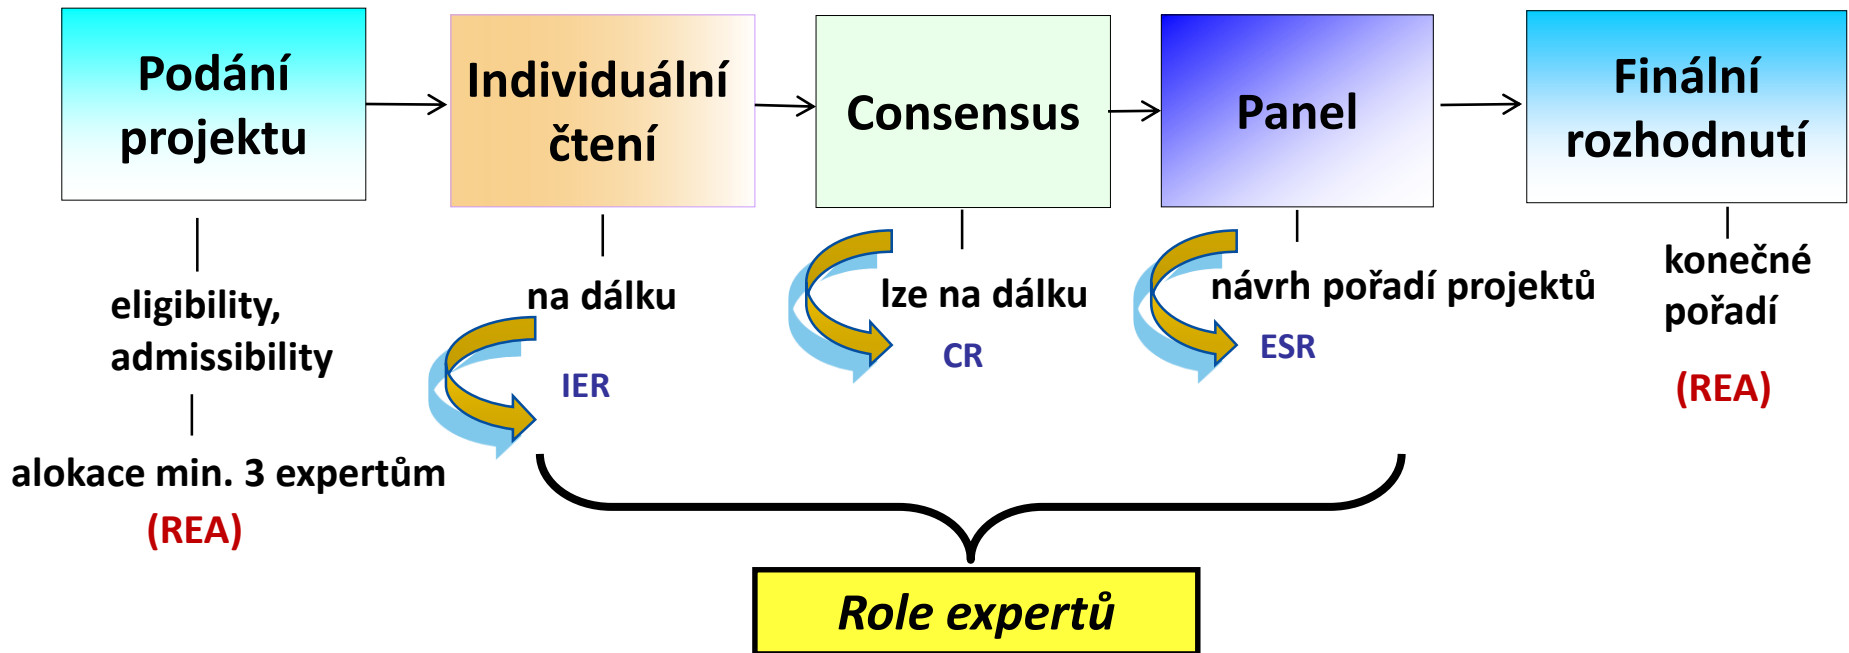 Podání
projektu
Individuální
čtení
Consensus
Panel
Finální
rozhodnutí
eligibility,
admissibility
alokace min. 3 expertům
(REA)
na dálku
IER
lze na dálku
CR
návrh pořadí projektů
ESR
konečné
pořadí
(REA)
Role expertů